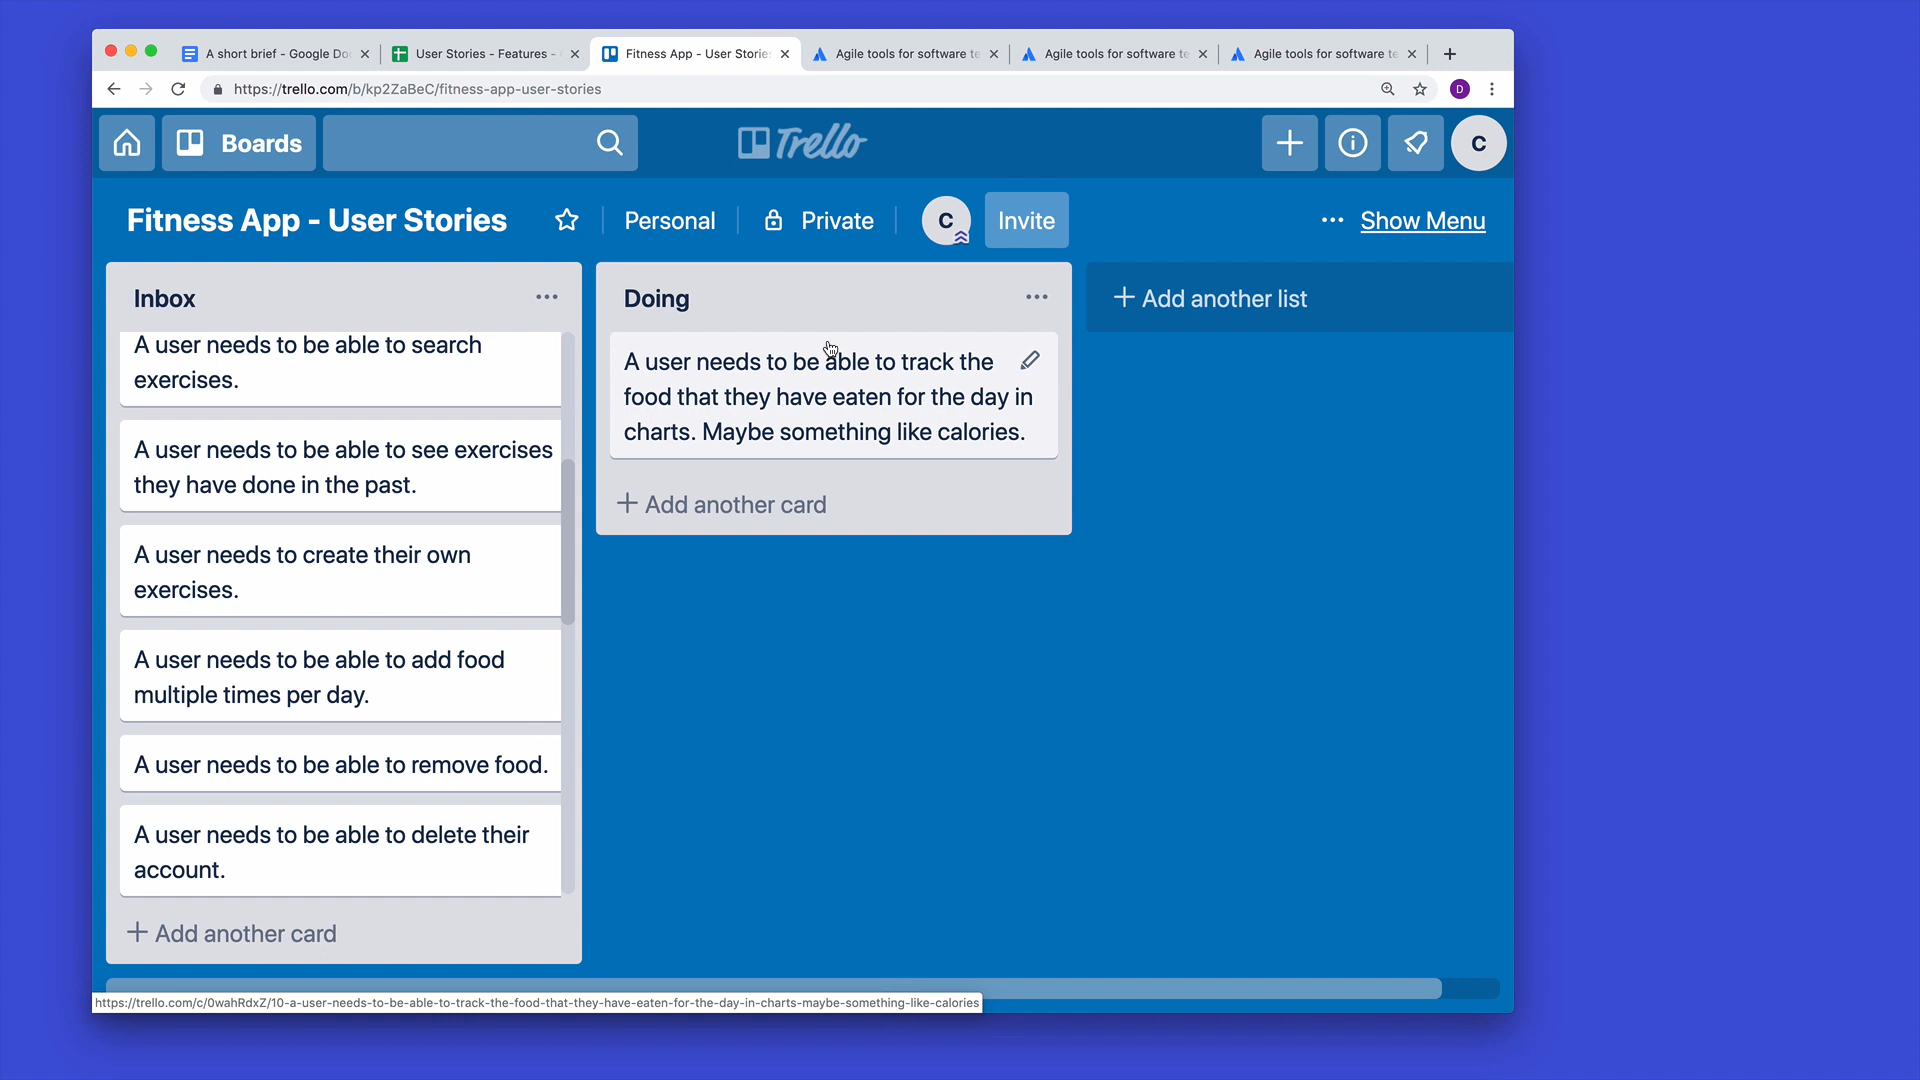 A short brief - Google Do
User Stories - Features -
Fitness App - User Stories
Agile tools for software te
Agile tools for software te
Agile tools for software te
https://trello.com/b/kp2ZaBeC/fitness-app-user-stories
D
Boards
Trello
C
Fitness App - User Stories
Personal
Private
C
Invite
Show Menu
Inbox
A user needs to be able to search
exercises.
A user needs to be able to see exercises
they have done in the past.
A user needs to create their own
exercises.
A user needs to be able to add food
multiple times per day.
A user needs to be able to remove food.
A user needs to be able to delete their
account.
+ Add another card
Doing
A user needs to be able to track the
food that they have eaten for the day in
charts. Maybe something like calories.
+ Add another card
+ Add another list
https://trello.com/c/0wahRdxZ/10-a-user-needs-to-be-able-to-track-the-food-that-they-have-eaten-for-the-day-in-charts-maybe-something-like-calories